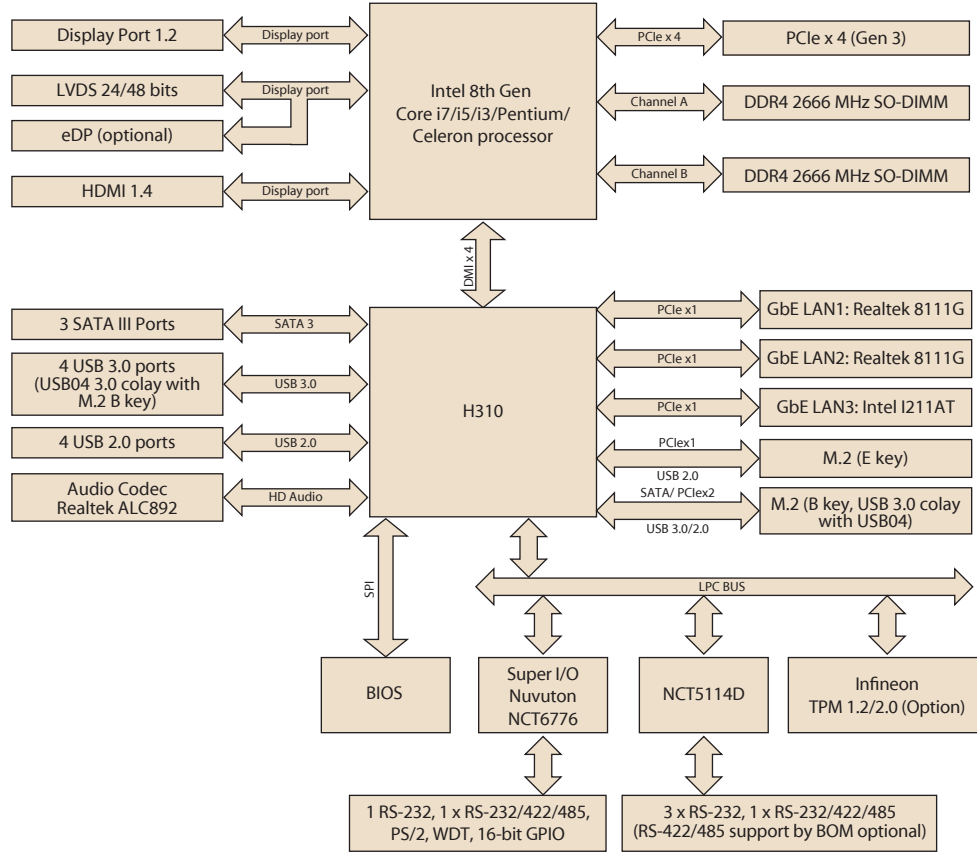 Display Port 1.2
Display port
LVDS 24/48 bits
Display port
eDP (optional)
HDMI 1.4
Display port
Intel 8th Gen
Core i7/i5/i3/Pentium/
Celeron processor
PCIe x 4
PCIe x 4 (Gen 3)
Channel A
DDR4 2666 MHz SO-DIMM
Channel B
DDR4 2666 MHz SO-DIMM
DMI x 4
3 SATA III Ports
SATA 3
4 USB 3.0 ports
(USB04 3.0 colay with
M.2 B key)
USB 3.0
4 USB 2.0 ports
USB 2.0
Audio Codec
Realtek ALC892
HD Audio
H310
PCIe x1
GbE LAN1: Realtek 8111G
PCIe x1
GbE LAN2: Realtek 8111G
PCIe x1
GbE LAN3: Intel I211AT
PCIex1
USB 2.0
M.2 (E key)
SATA/ PCIex2
USB 3.0/2.0
M.2 (B key, USB 3.0 colay
with USB04)
SPI
LPC BUS
BIOS
Super I/O
Nuvuton
NCT6776
NCT5114D
Infineon
TPM 1.2/2.0 (Option)
1 RS-232, 1 x RS-232/422/485,
PS/2, WDT, 16-bit GPIO
3 x RS-232, 1 x RS-232/422/485
(RS-422/485 support by BOM optional)